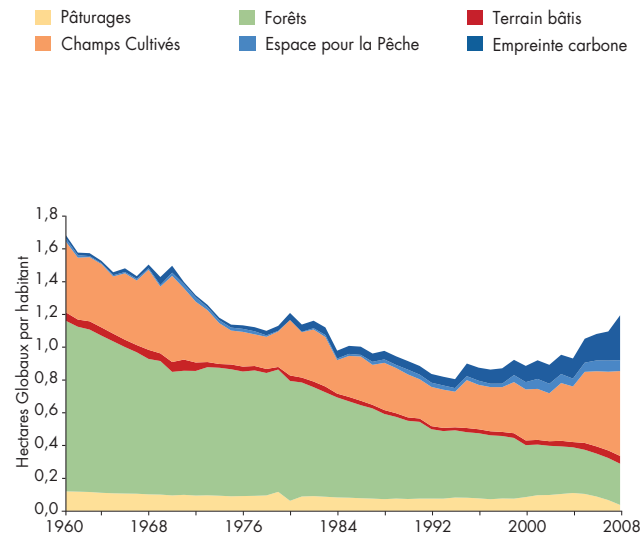 Pâturages
Forêts
Terrain bâtis
Champs Cultivés
Espace pour la Pêche
Empreinte carbone
Hectares Globaux par habitant
1,8
1,6
1,4
1,2
1,0
0,8
0,6
0,4
0,2
0,0
1960 1968 1976 1984 1992 2000 2008